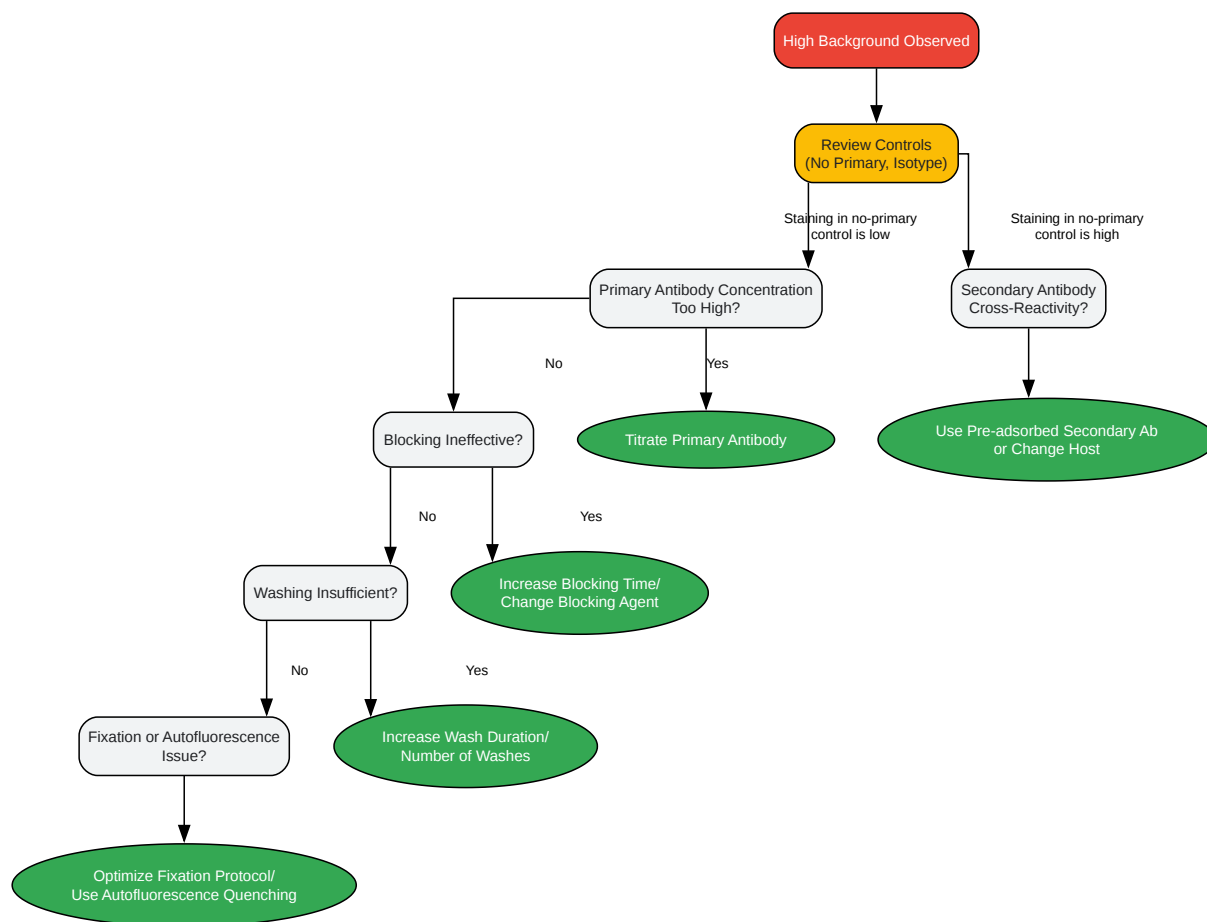 High Background Observed
Review Controls
(No Primary, Isotype)
Staining in no-primary
control is low
Staining in no-primary
control is high
Primary Antibody Concentration
Too High?
Secondary Antibody
Cross-Reactivity?
No
Yes
Blocking Ineffective?
Titrate Primary Antibody
Use Pre-adsorbed Secondary Ab
or Change Host
No
Yes
Washing Insufficient?
Increase Blocking Time/
Change Blocking Agent
No
Yes
Fixation or Autofluorescence
Issue?
Increase Wash Duration/
Number of Washes
Optimize Fixation Protocol/
Use Autofluorescence Quenching